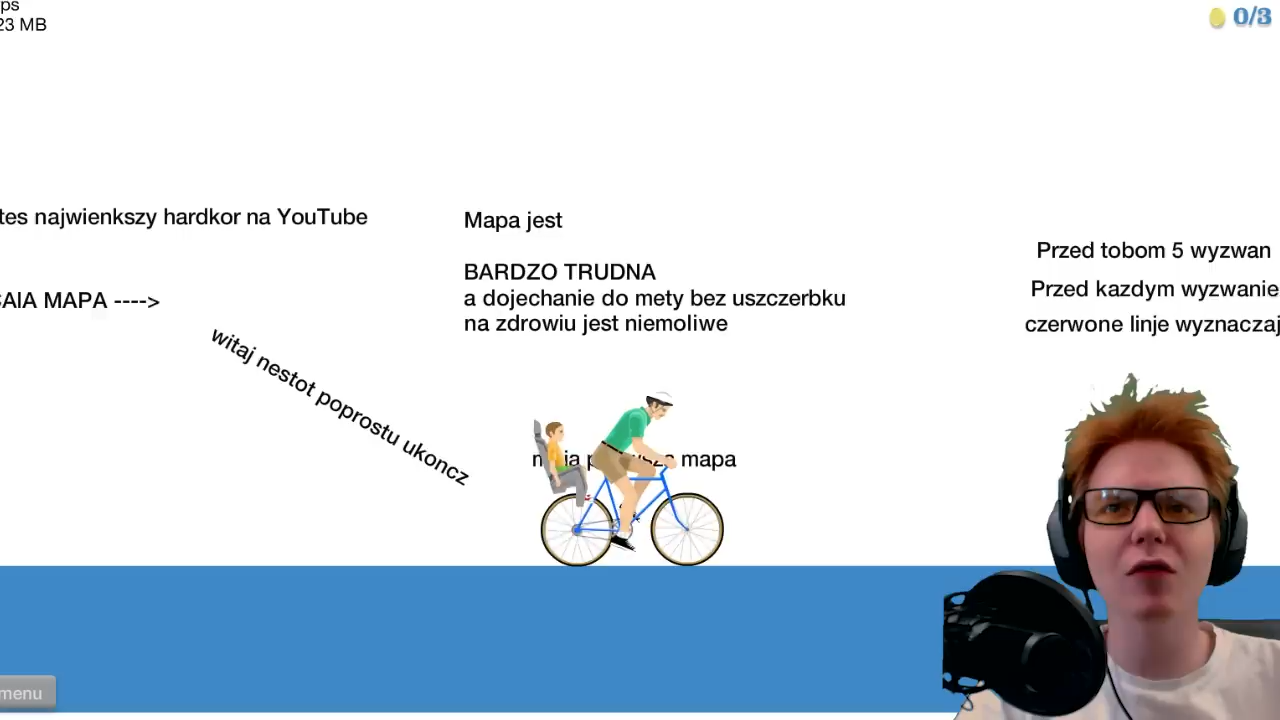 ps
23 MB
0/3
tes najwienkszy hardkor na YouTube
AIA MAPA ---->
witaj nestot poprostu ukoncz
Mapa jest
BARDZO TRUDNA
a dojechanie do mety bez uszczerbku
na zdrowiu jest niemoliwe
mapa
Przed tobom 5 wyzwan
Przed kazdym wyzwanie
czerwone linje wyznaczaj
menu